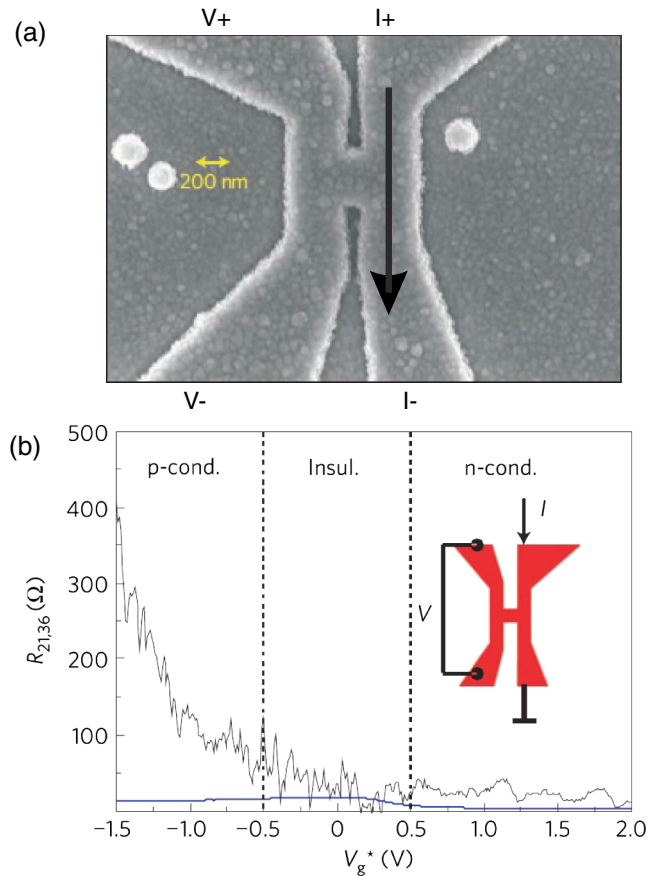 (a)
V+ I+
200 nm
V- I-
(b)
500
400
300
200
100
R21,36 (Ω)
p-cond. Insul. n-cond.
I
V
−1.5 −1.0 −0.5 0 0.5 1.0 1.5 2.0
Vg* (V)